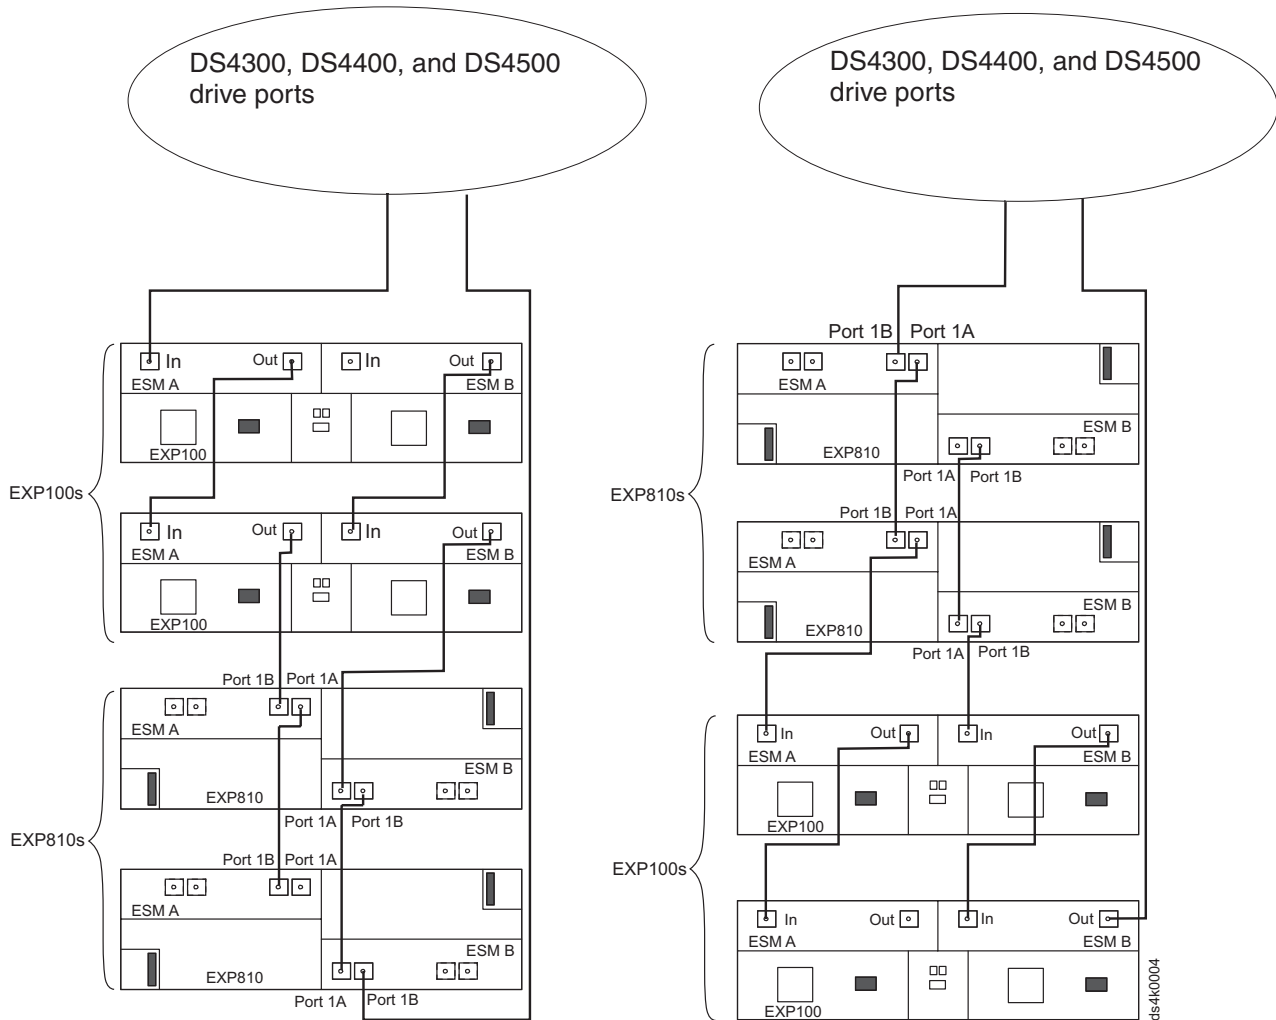 DS4300, DS4400, and DS4500
drive ports
In
Out
In
Out
ESM A
ESM B
EXP100
EXP100s
In
Out
In
Out
ESM A
ESM B
EXP100
Port 1B
Port 1A
ESM A
ESM B
EXP810
Port 1A
Port 1B
EXP810s
Port 1B
Port 1A
ESM A
ESM B
EXP810
Port 1A
Port 1B
DS4300, DS4400, and DS4500
drive ports
Port 1B
Port 1A
ESM A
ESM B
EXP810
Port 1A
Port 1B
EXP810s
Port 1B
Port 1A
ESM A
ESM B
EXP810
Port 1A
Port 1B
In
Out
In
Out
ESM A
ESM B
EXP100
EXP100s
In
Out
In
Out
ESM A
ESM B
EXP100
ds4k0004